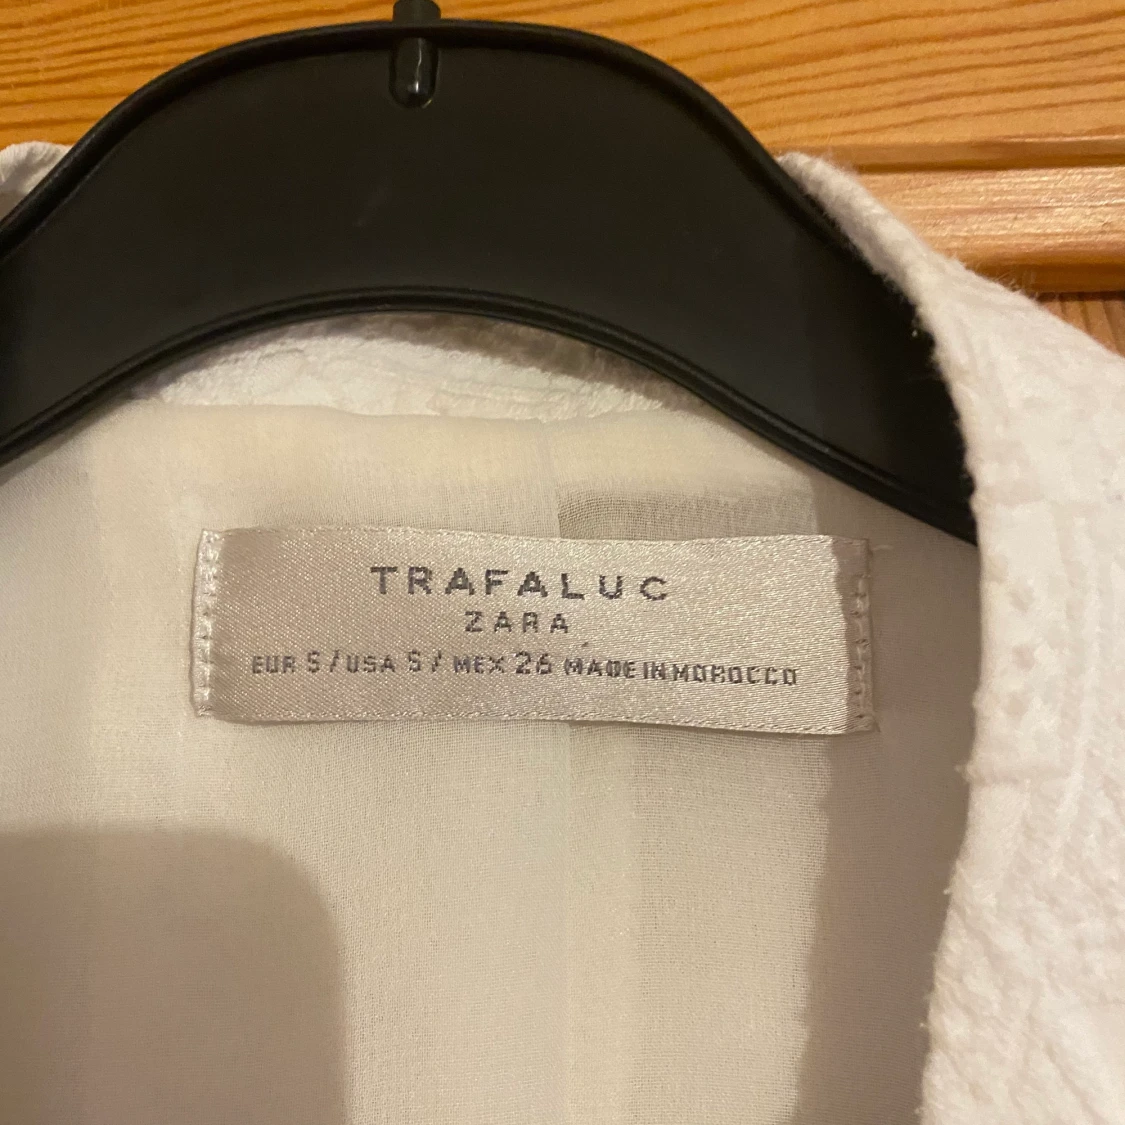 TRAFALUC
ZARA
EUR S / USA S / MEX 26 MADE IN MOROCCO